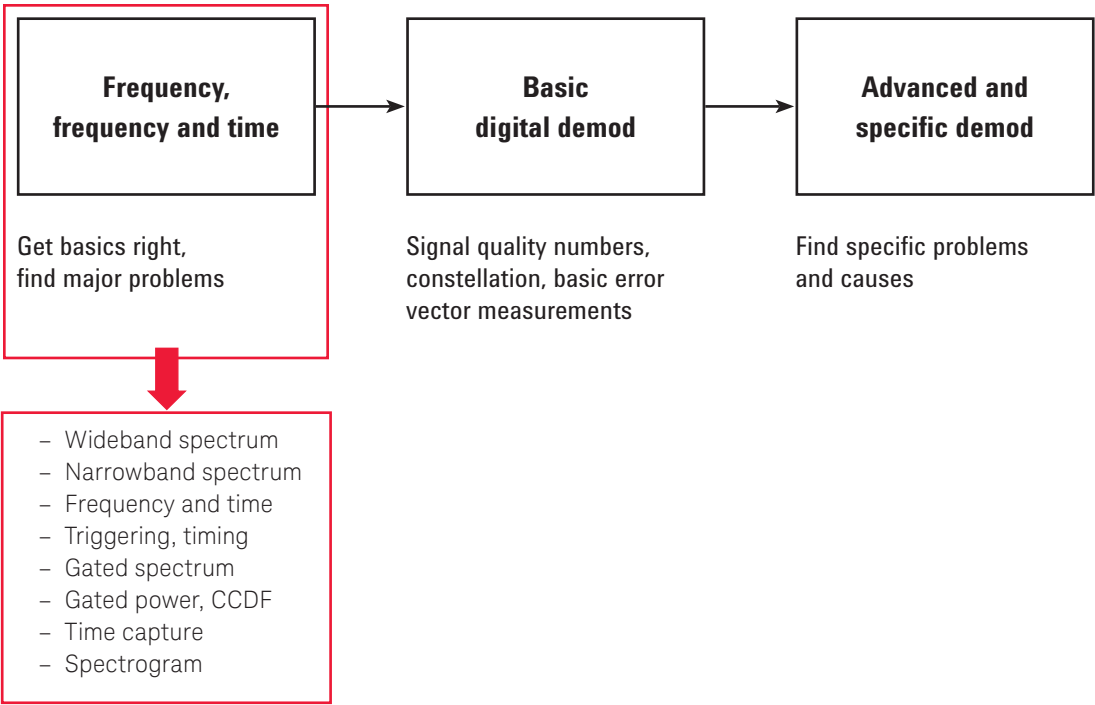 Frequency,
frequency and time
Basic
digital demod
Advanced and
specific demod
Get basics right,
find major problems
Signal quality numbers,
constellation, basic error
vector measurements
Find specific problems
and causes
– Wideband spectrum
– Narrowband spectrum
– Frequency and time
– Triggering, timing
– Gated spectrum
– Gated power, CCDF
– Time capture
– Spectrogram